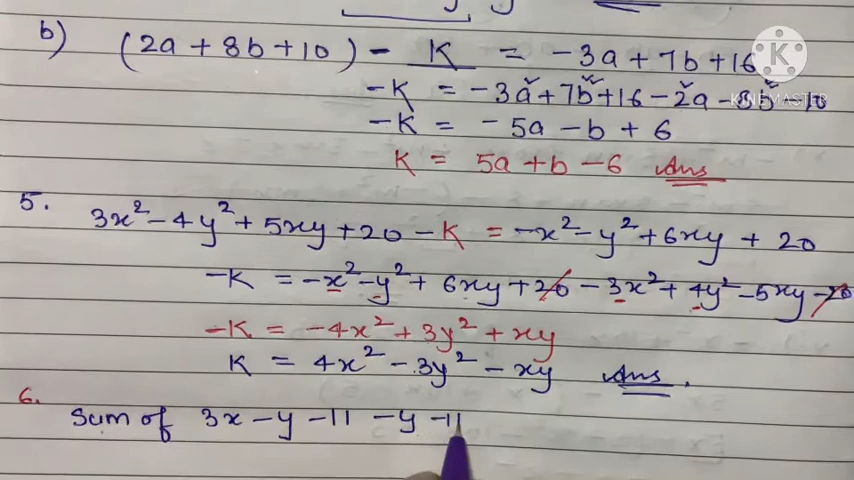 b) (2a + 8b + 10) - K = -3a + 7b + 16
-K = -3a + 7b + 16 - 2a - 8b - 10
-K = -5a - b + 6
K = 5a + b - 6 Ans
5. 3x² - 4y² + 5xy + 20 - K = -x² - y² + 6xy + 20
-K = -x² - y² + 6xy + 20 - 3x² + 4y² - 5xy - 20
-K = -4x² + 3y² + xy
K = 4x² - 3y² - xy Ans.
6.
Sum of 3x - y - 11 - y - 11
K
KINEMASTER